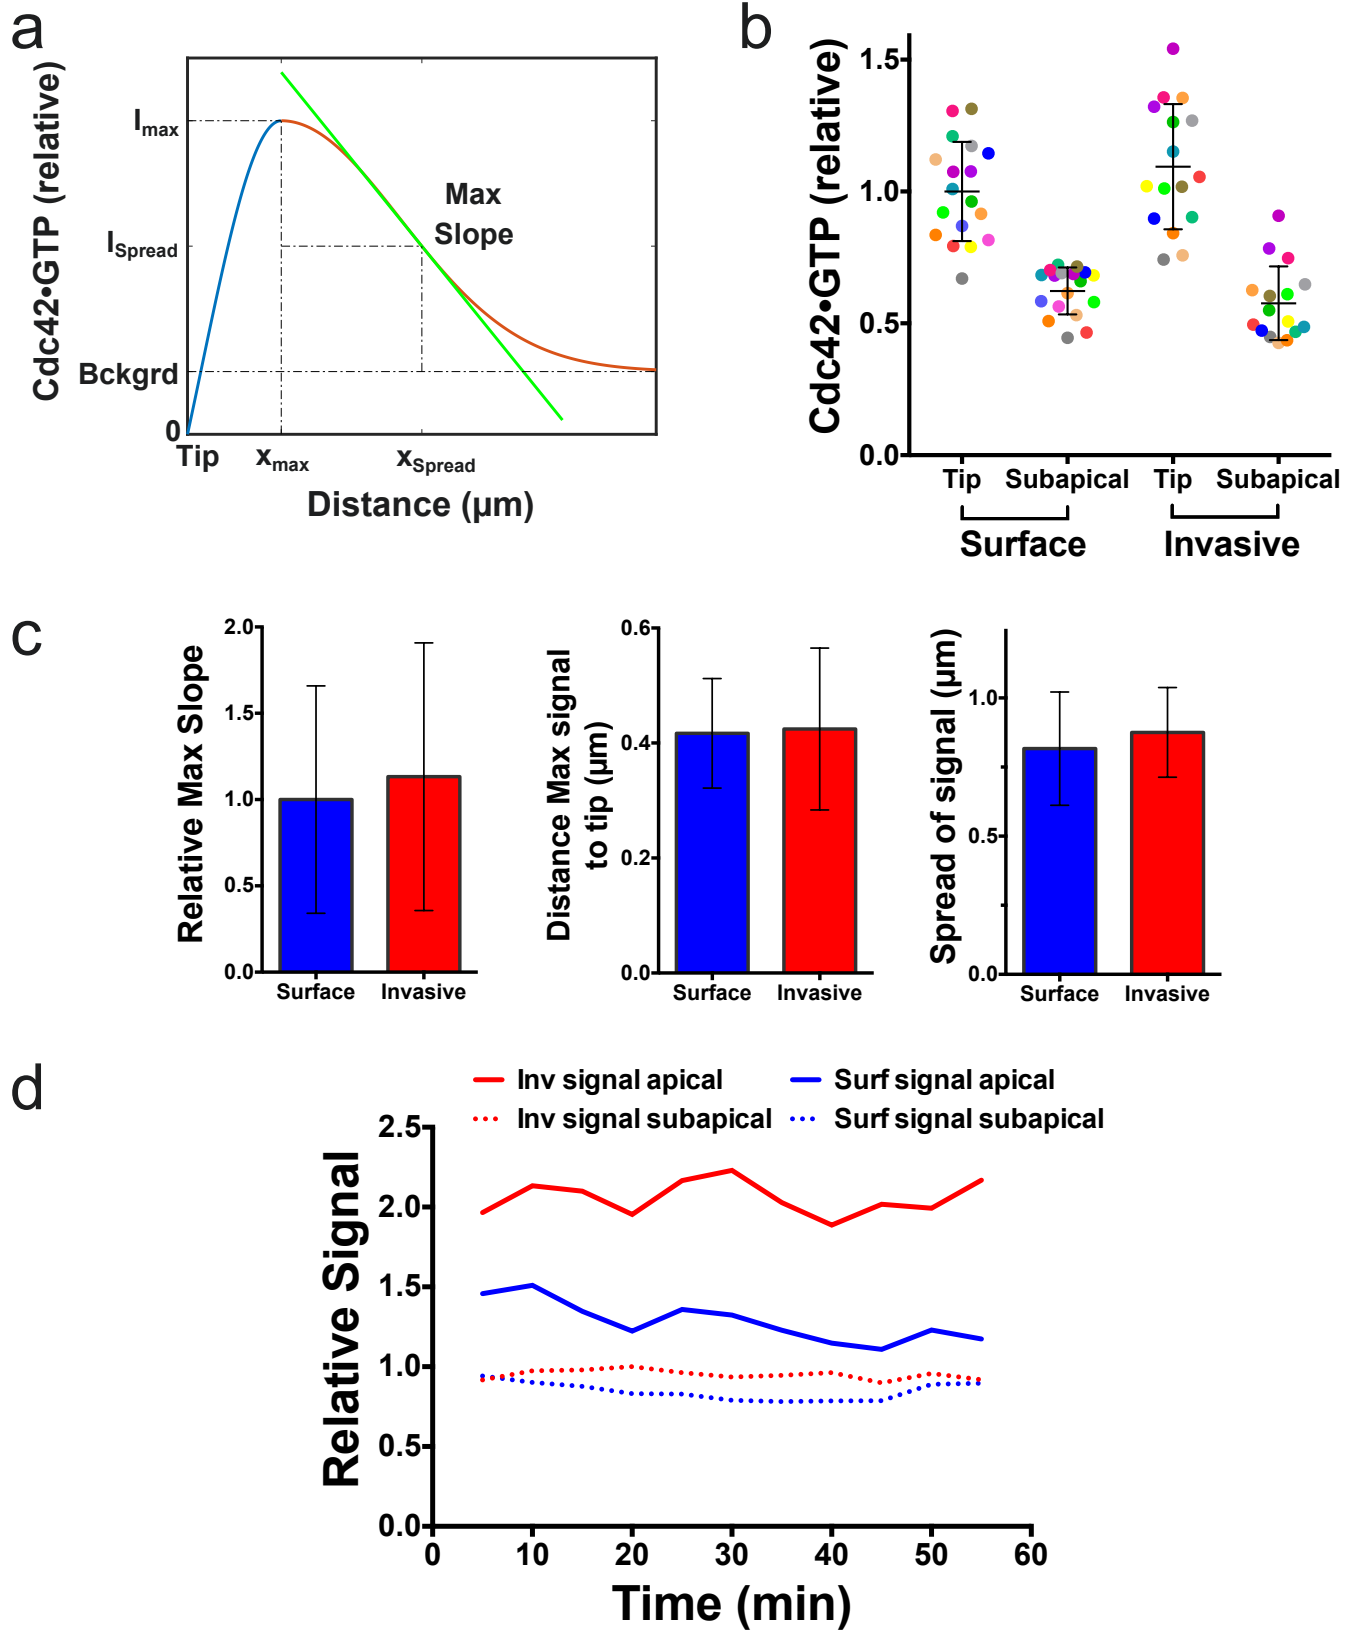 a
Cdc42•GTP (relative)
Imax
ISpread
Bckgrd
0
Max
Slope
Tip
xmax
xSpread
Distance (µm)
b
Cdc42•GTP (relative)
1.5
1.0
0.5
0.0
Tip Subapical Tip Subapical
Surface Invasive
c
Relative Max Slope
2.0
1.5
1.0
0.5
0.0
Surface Invasive
Distance Max signal
to tip (µm)
0.6
0.4
0.2
0.0
Surface Invasive
Spread of signal (µm)
1.0
0.5
0.0
Surface Invasive
d
Inv signal apical
Surf signal apical
Inv signal subapical
Surf signal subapical
Relative Signal
2.5
2.0
1.5
1.0
0.5
0.0
0 10 20 30 40 50 60
Time (min)